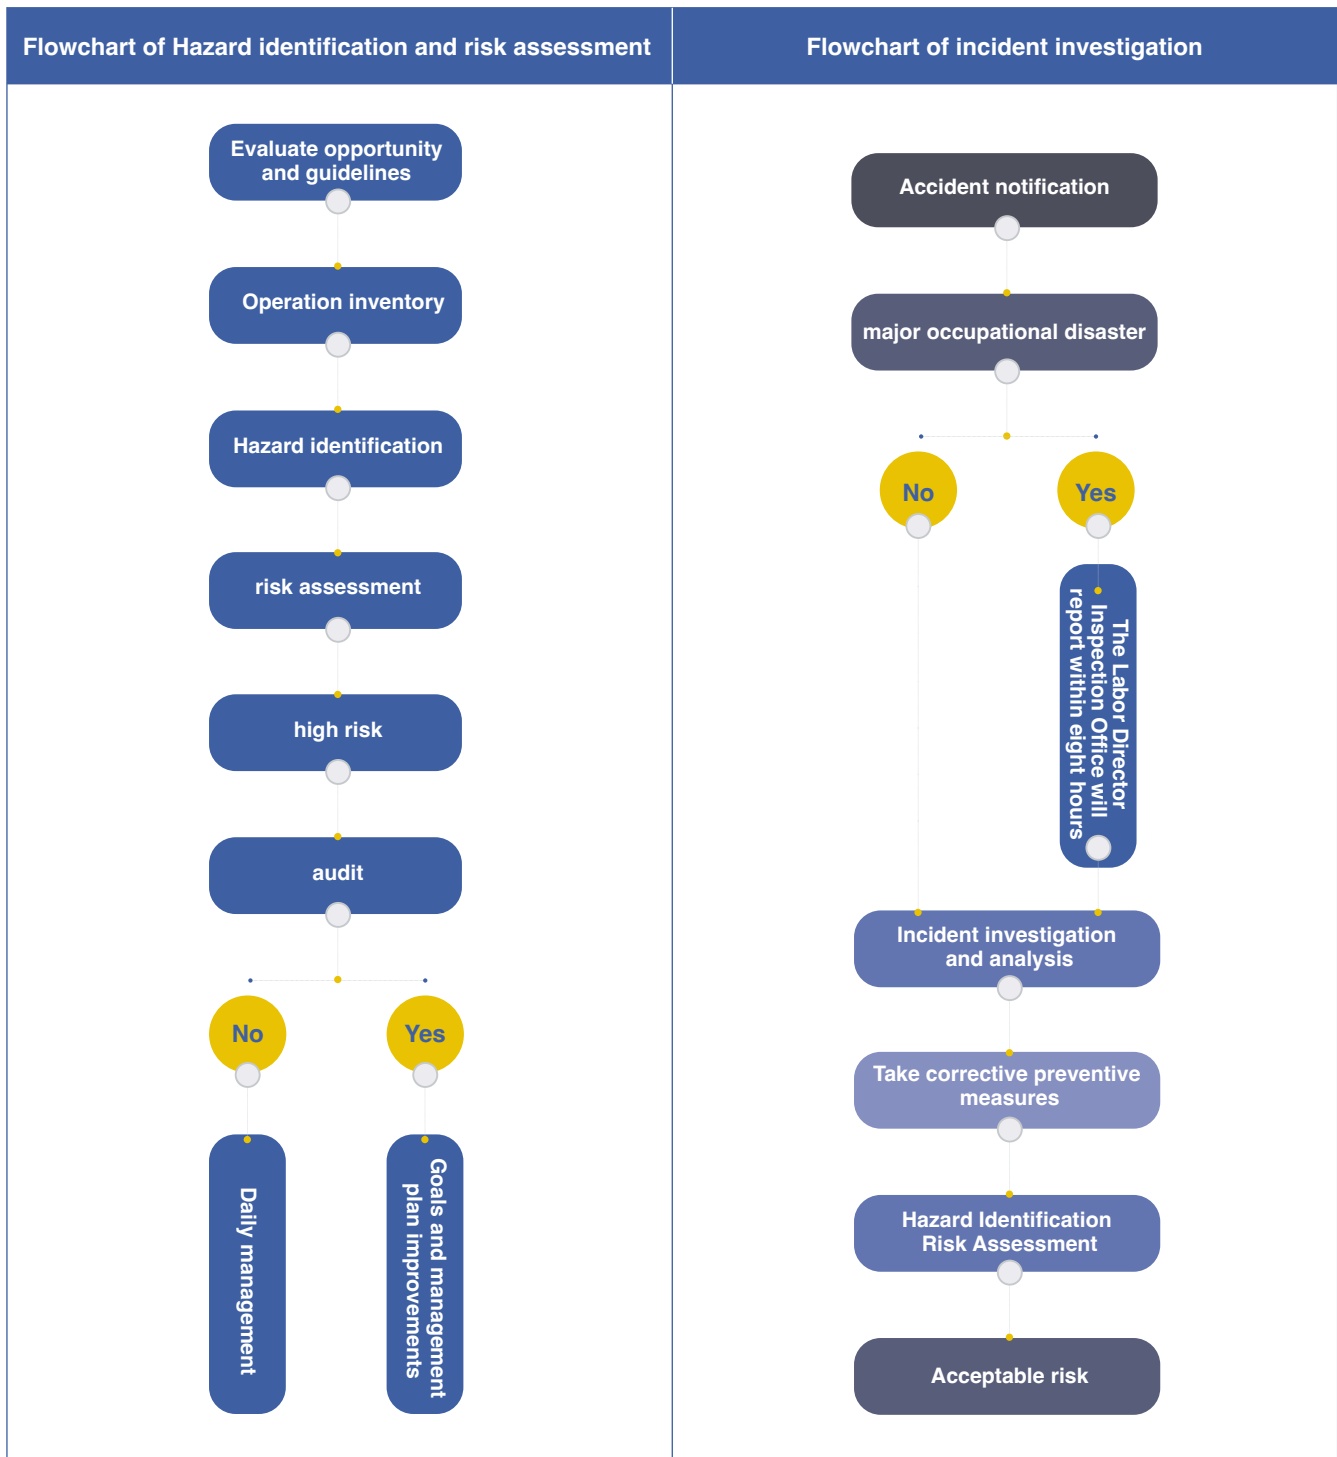 Flowchart of Hazard identification and risk assessment
Evaluate opportunity
and guidelines
Operation inventory
Hazard identification
risk assessment
high risk
audit
No
Yes
Daily management
Goals and management
plan improvements
Flowchart of incident investigation
Accident notification
major occupational disaster
No
Yes
The Labor Director
Inspection Office will
report within eight hours
Incident investigation
and analysis
Take corrective preventive
measures
Hazard Identification
Risk Assessment
Acceptable risk